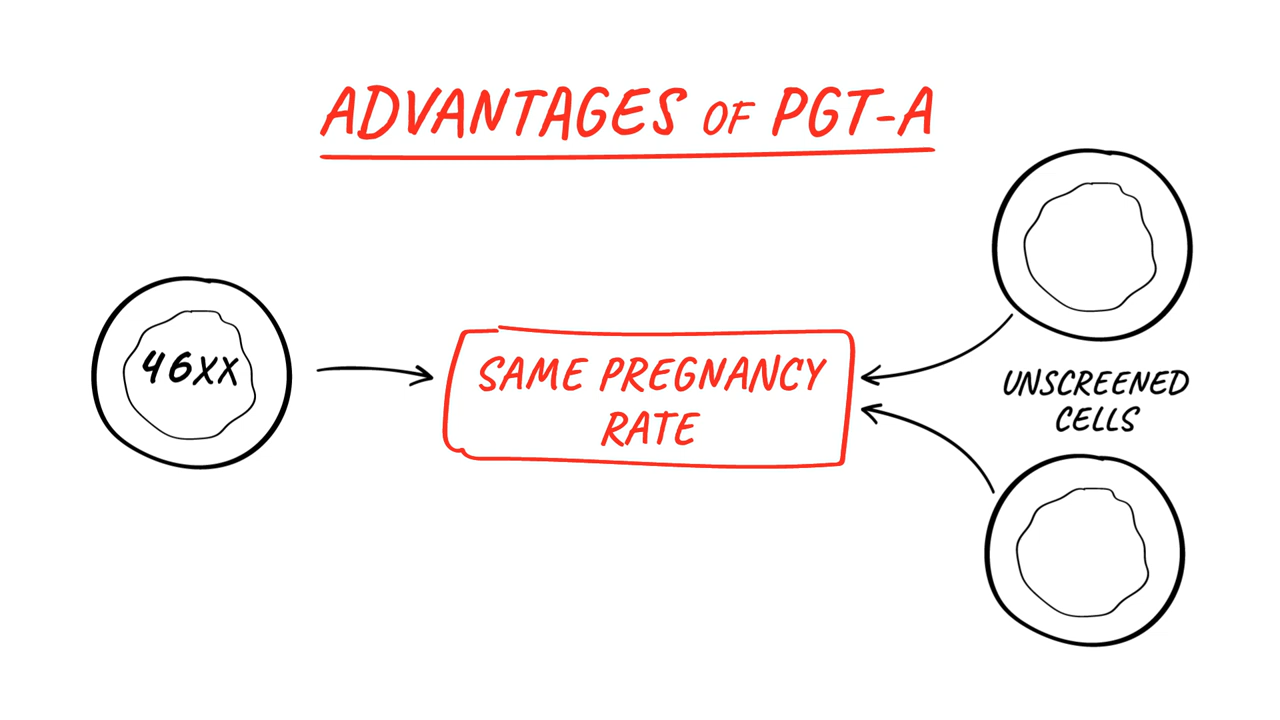 ADVANTAGES OF PGT-A
46XX
SAME PREGNANCY
RATE
UNSCREENED
CELLS